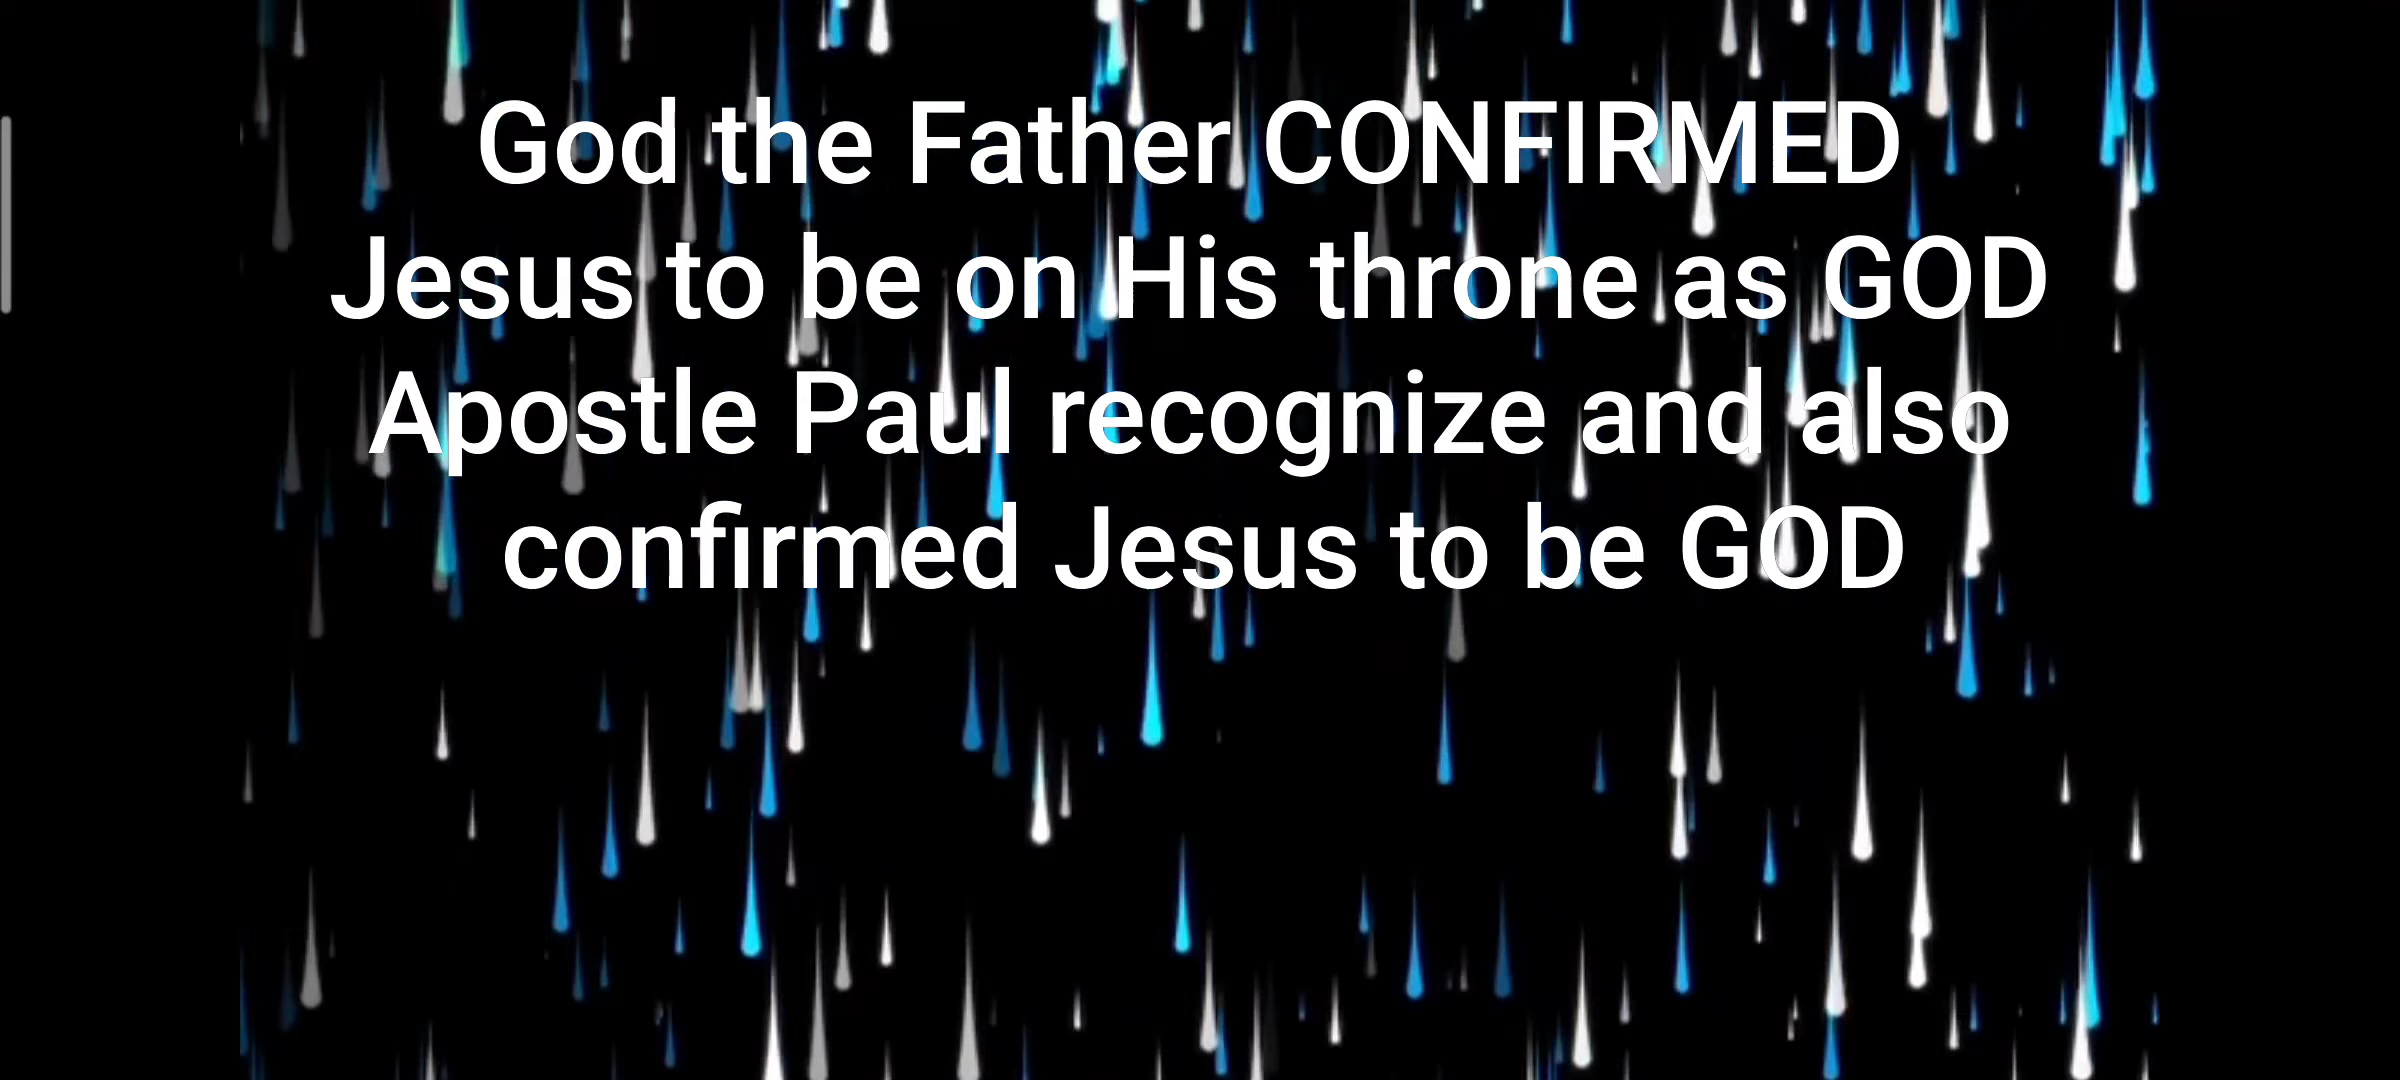 God the Father CONFIRMED
Jesus to be on His throne as GOD
Apostle Paul recognize and also
confirmed Jesus to be GOD